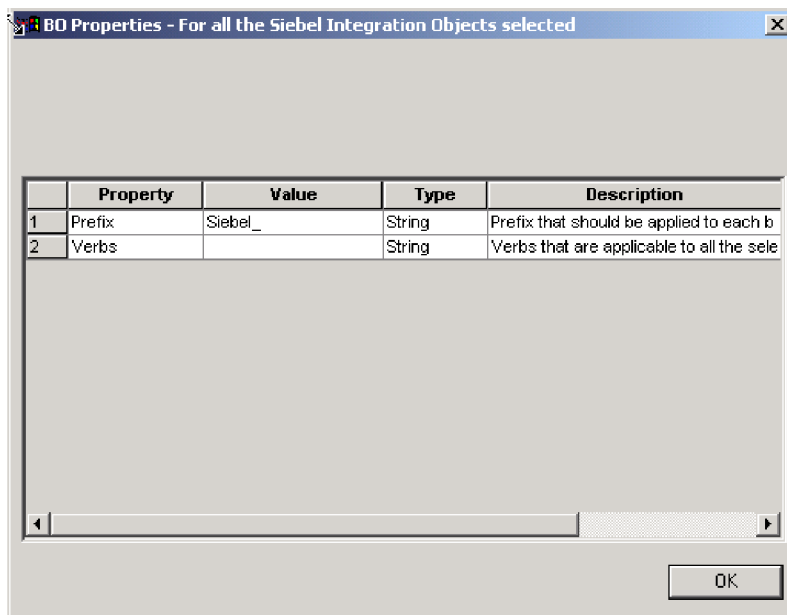 BO Properties - For all the Siebel Integration Objects selected
Property Value Type Description
1 Prefix Siebel_ String Prefix that should be applied to each b
2 Verbs String Verbs that are applicable to all the sele
OK